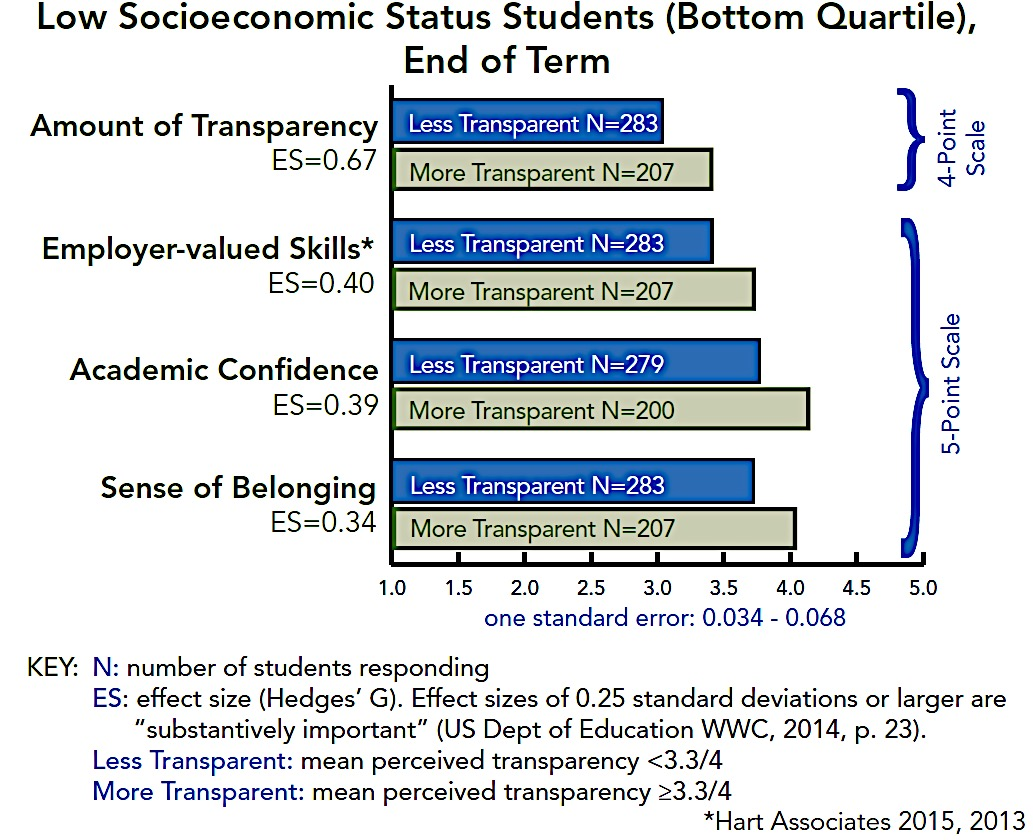 Low Socioeconomic Status Students (Bottom Quartile),
End of Term
Amount of Transparency
ES=0.67
Less Transparent N=283
More Transparent N=207
4-Point
Scale
Employer-valued Skills*
ES=0.40
Less Transparent N=283
More Transparent N=207
Academic Confidence
ES=0.39
Less Transparent N=279
More Transparent N=200
Sense of Belonging
ES=0.34
Less Transparent N=283
More Transparent N=207
5-Point Scale
1.0 1.5 2.0 2.5 3.0 3.5 4.0 4.5 5.0
one standard error: 0.034 - 0.068
KEY: N: number of students responding
ES: effect size (Hedges’ G). Effect sizes of 0.25 standard deviations or larger are
“substantively important” (US Dept of Education WWC, 2014, p. 23).
Less Transparent: mean perceived transparency <3.3/4
More Transparent: mean perceived transparency ≥3.3/4
*Hart Associates 2015, 2013